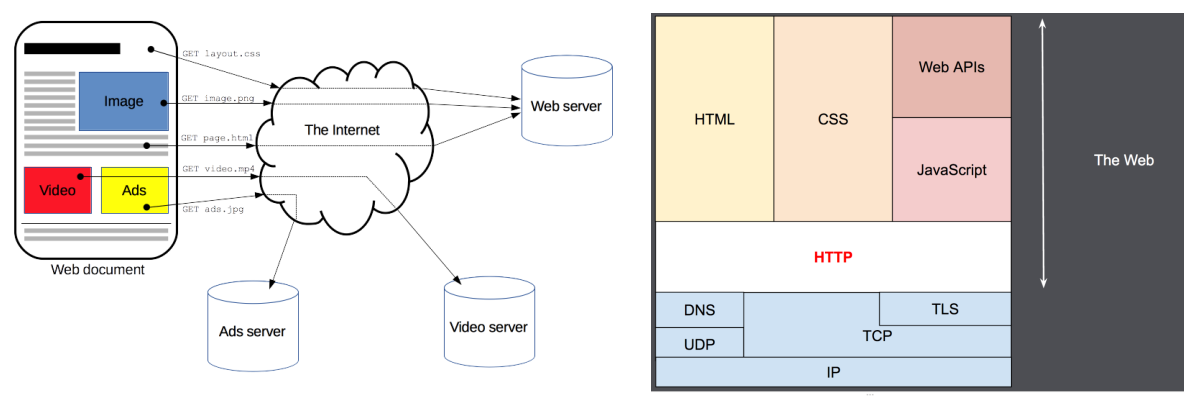 GET layout.css
Image
GET image.png
The Internet
Web server
GET page.html
GET video.mp4
Video
Ads
GET ads.jpg
Web document
Ads server
Video server
HTML
CSS
Web APIs
JavaScript
The Web
HTTP
DNS
TLS
UDP
TCP
IP